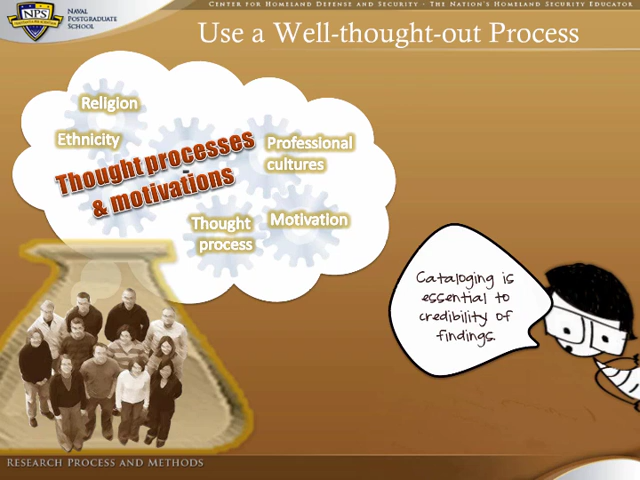 NPS
Naval
Postgraduate
School
Center for Homeland Defense and Security - The Nation's Homeland Security Educator
Use a Well-thought-out Process
Religion
Ethnicity
Thought processes
-
& motivations
Professional
cultures
Thought
process
Motivation
Cataloging is
essential to
credibility of
findings.
Research Process and Methods